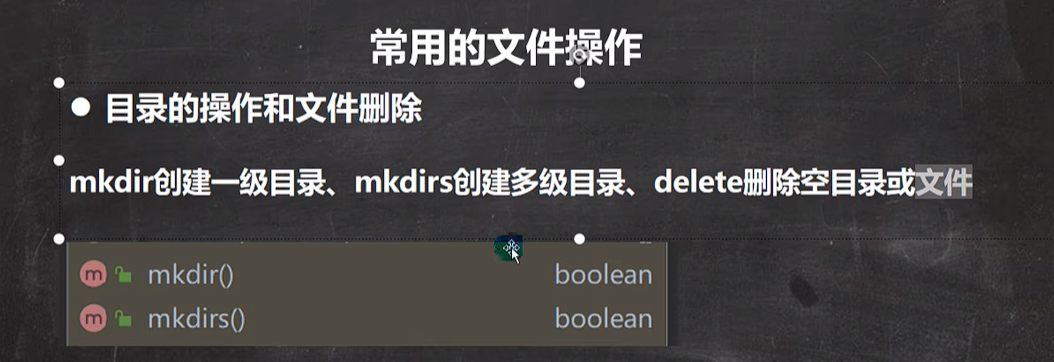 常用的文件操作
● 目录的操作和文件删除
mkdir创建一级目录、mkdirs创建多级目录、delete删除空目录或文件
m mkdir() boolean
m mkdirs() boolean